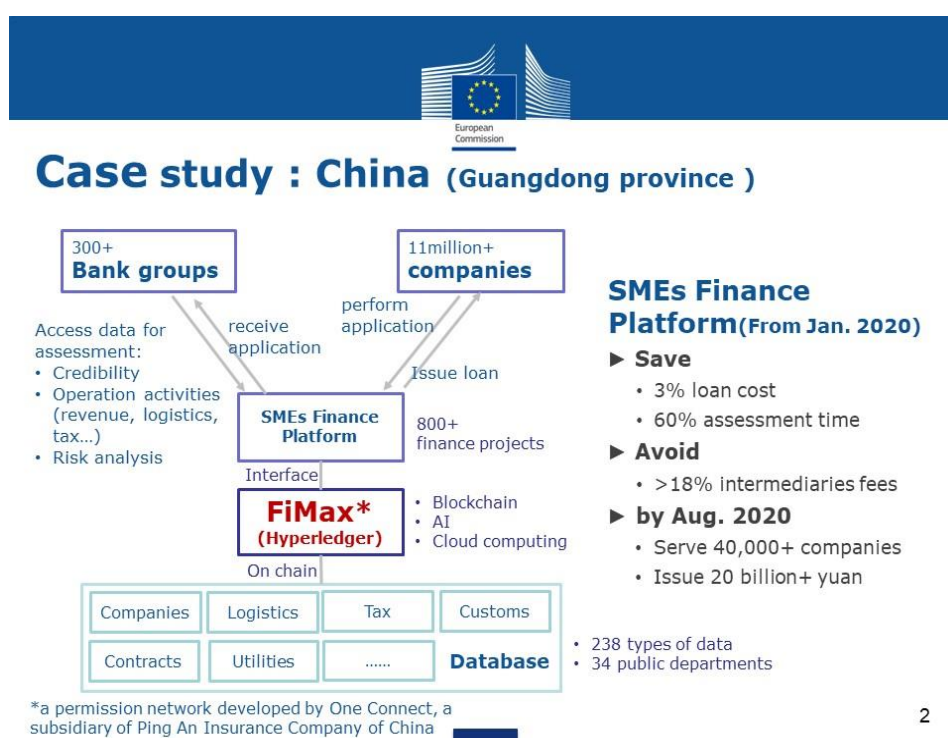 European
Commission
Case study : China (Guangdong province )
300+
Bank groups
11million+
companies
Access data for
assessment:
• Credibility
• Operation activities
(revenue, logistics,
tax...)
• Risk analysis
receive
application
perform
application
Issue loan
SMEs Finance
Platform
800+
finance projects
Interface
FiMax*
(Hyperledger)
• Blockchain
• AI
• Cloud computing
On chain
Companies
Logistics
Tax
Customs
Contracts
Utilities
......
Database
• 238 types of data
• 34 public departments
SMEs Finance
Platform(From Jan. 2020)
► Save
• 3% loan cost
• 60% assessment time
► Avoid
• >18% intermediaries fees
► by Aug. 2020
• Serve 40,000+ companies
• Issue 20 billion+ yuan
*a permission network developed by One Connect, a
subsidiary of Ping An Insurance Company of China
2